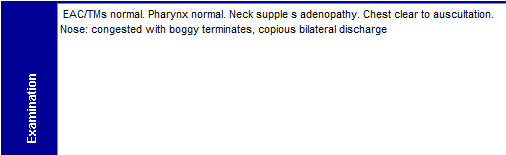 EAC/TMs normal. Pharynx normal. Neck supple s adenopathy. Chest clear to auscultation.
Nose: congested with boggy terminates, copious bilateral discharge
Examination